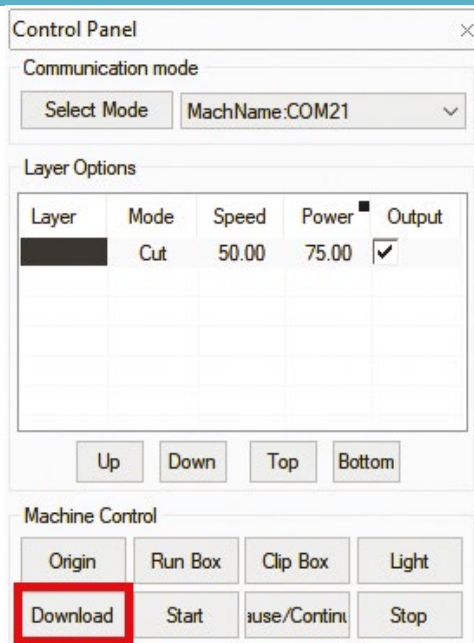 Control Panel
Communication mode
Select Mode MachName:COM21
Layer Options
Layer Mode Speed Power Output
Cut 50.00 75.00
Up Down Top Bottom
Machine Control
Origin Run Box Clip Box Light
Download Start ause/Continu Stop